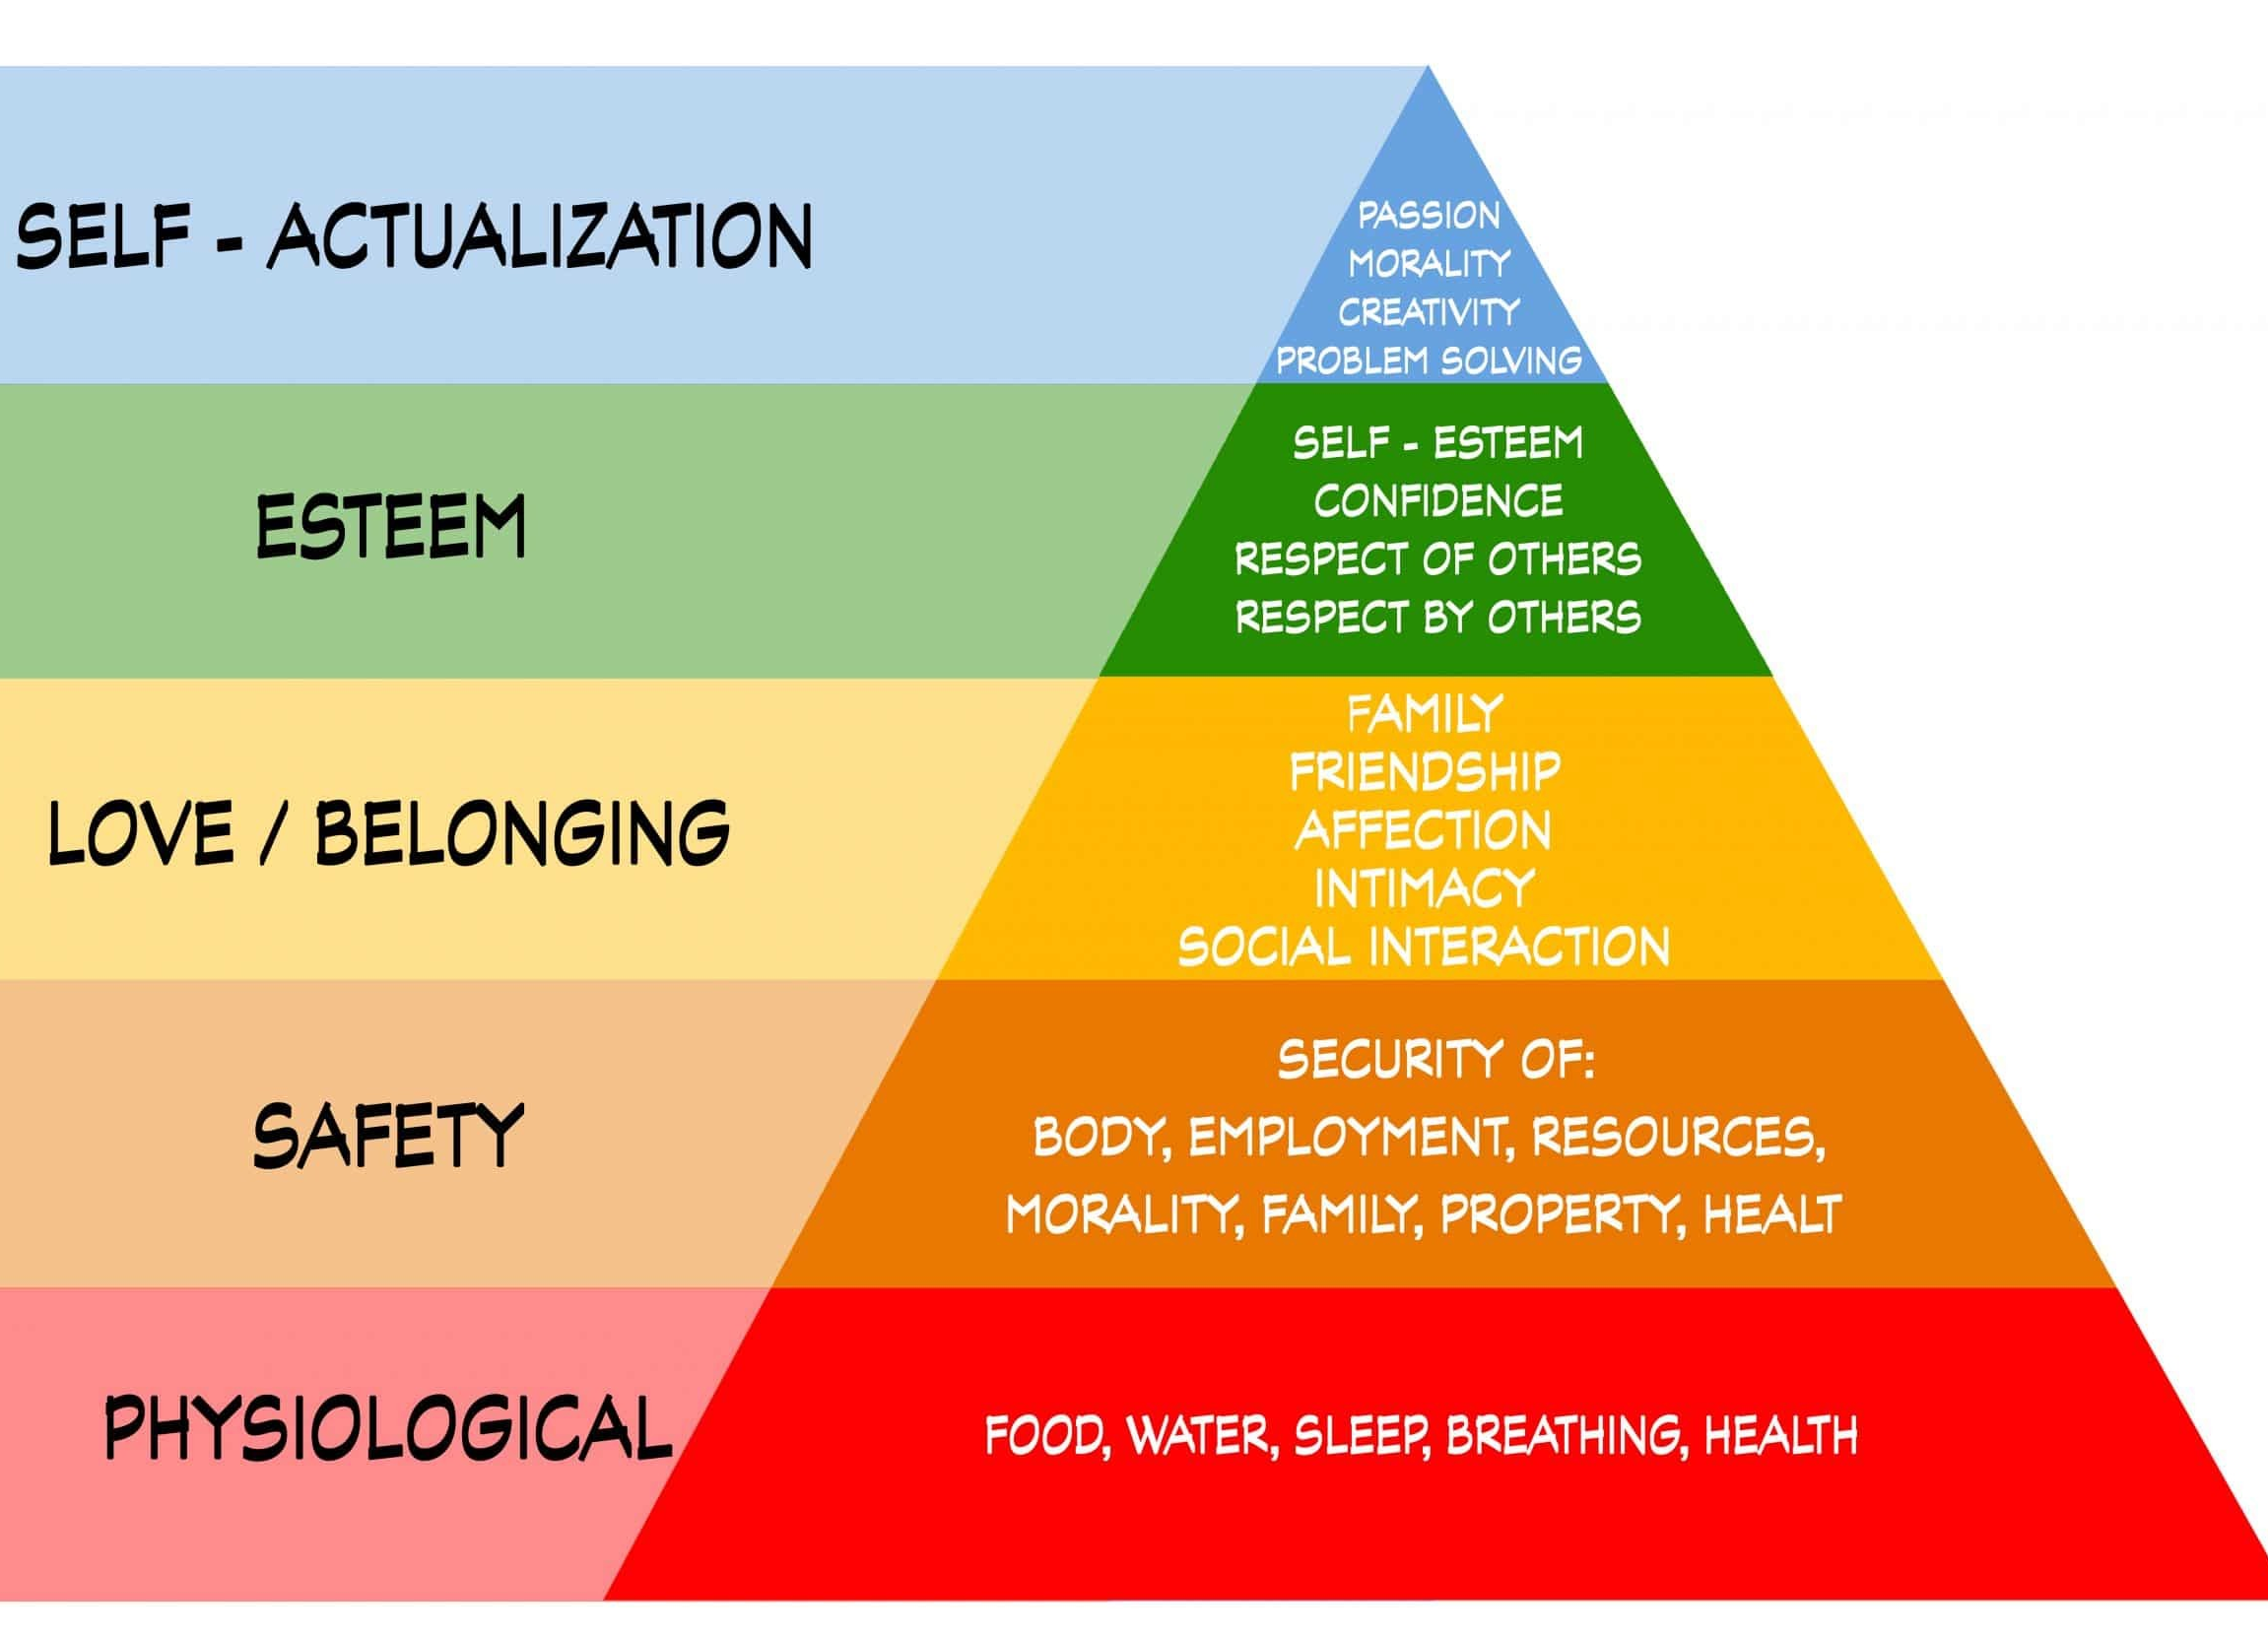 SELF - ACTUALIZATION
PASSION
MORALITY
CREATIVITY
PROBLEM SOLVING
ESTEEM
SELF - ESTEEM
CONFIDENCE
RESPECT OF OTHERS
RESPECT BY OTHERS
LOVE / BELONGING
FAMILY
FRIENDSHIP
AFFECTION
INTIMACY
SOCIAL INTERACTION
SAFETY
SECURITY OF:
BODY, EMPLOYMENT, RESOURCES,
MORALITY, FAMILY, PROPERTY, HEALT
PHYSIOLOGICAL
FOOD, WATER, SLEEP, BREATHING, HEALTH